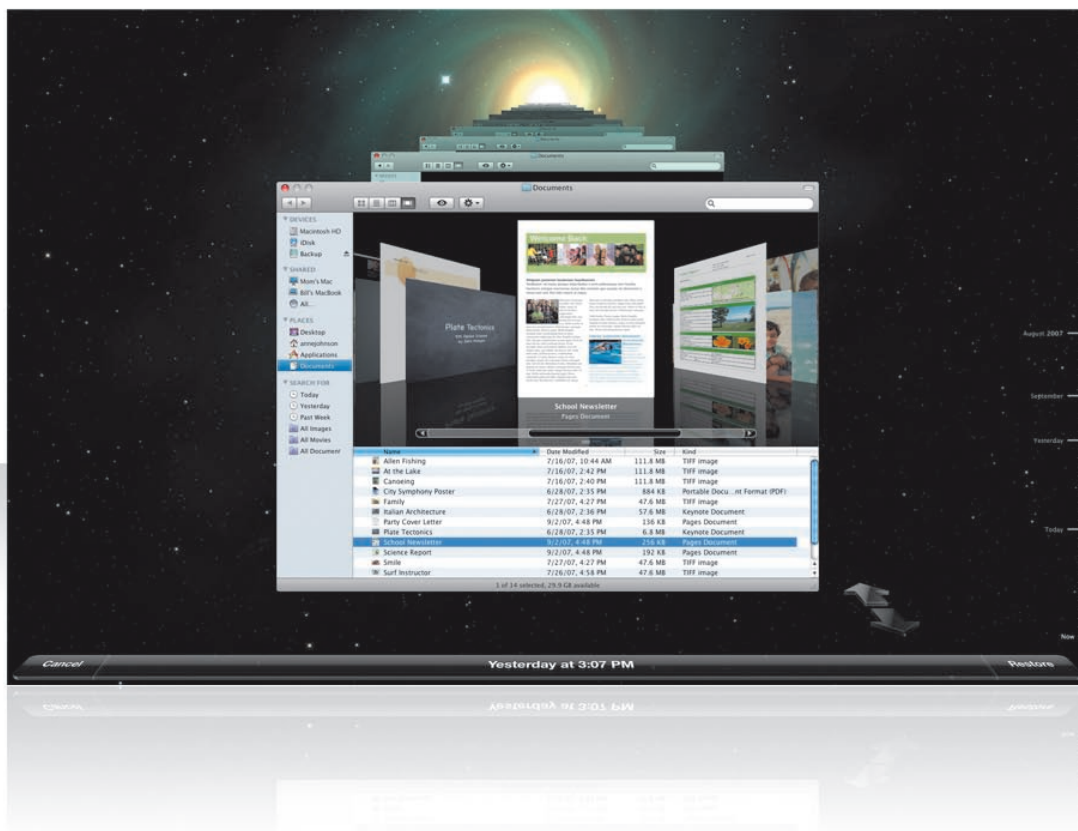 Documents
Documents
Documents
DEVICES
Macintosh HD
iDisk
Backup
SHARED
Mom's Mac
Bill's MacBook
All...
PLACES
Desktop
annejohnson
Applications
Documents
SEARCH FOR
Today
Yesterday
Past Week
All Images
All Movies
All Document
Plate Tectonics
Welcome Back
School Newsletter
Pages Document
Name Date Modified Size Kind
Allen Fishing 7/16/07, 10:44 AM 111.8 MB TIFF image
At the Lake 7/16/07, 2:42 PM 111.8 MB TIFF image
Canoeing 7/16/07, 2:40 PM 111.8 MB TIFF image
City Symphony Poster 6/28/07, 2:35 PM 884 KB Portable Docu...nt Format (PDF)
Family 7/27/07, 4:27 PM 47.6 MB TIFF image
Italian Architecture 6/28/07, 2:36 PM 57.6 MB Keynote Document
Party Cover Letter 9/2/07, 4:48 PM 136 KB Pages Document
Plate Tectonics 6/28/07, 2:35 PM 6.8 MB Keynote Document
School Newsletter 9/2/07, 4:48 PM 256 KB Pages Document
Science Report 9/2/07, 4:48 PM 192 KB Pages Document
Smile 7/27/07, 4:27 PM 47.6 MB TIFF image
Surf Instructor 7/26/07, 4:58 PM 47.6 MB TIFF image
1 of 14 selected, 29.9 GB available
August 2007
September
Yesterday
Today
Now
Cancel Yesterday at 3:07 PM Restore